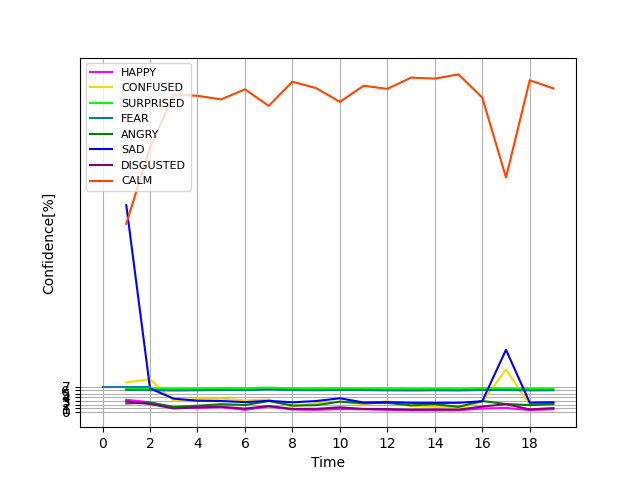 HAPPY
CONFUSED
SURPRISED
FEAR
ANGRY
SAD
DISGUSTED
CALM
Confidence[%]
7
0 2 4 6 8 10 12 14 16 18
Time